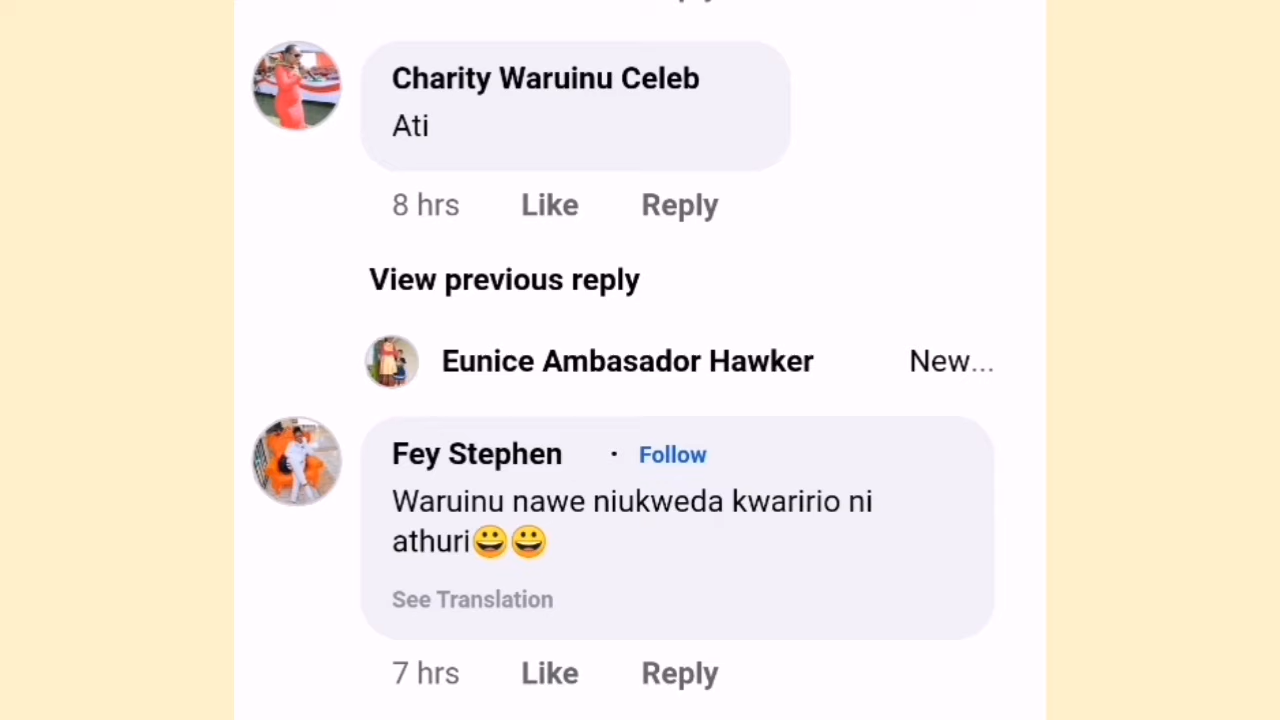 Charity Waruinu Celeb
Ati
8 hrs Like Reply
View previous reply
Eunice Ambasador Hawker New...
Fey Stephen · Follow
Waruinu nawe niukweda kwaririo ni
athuri😀😀
See Translation
7 hrs Like Reply